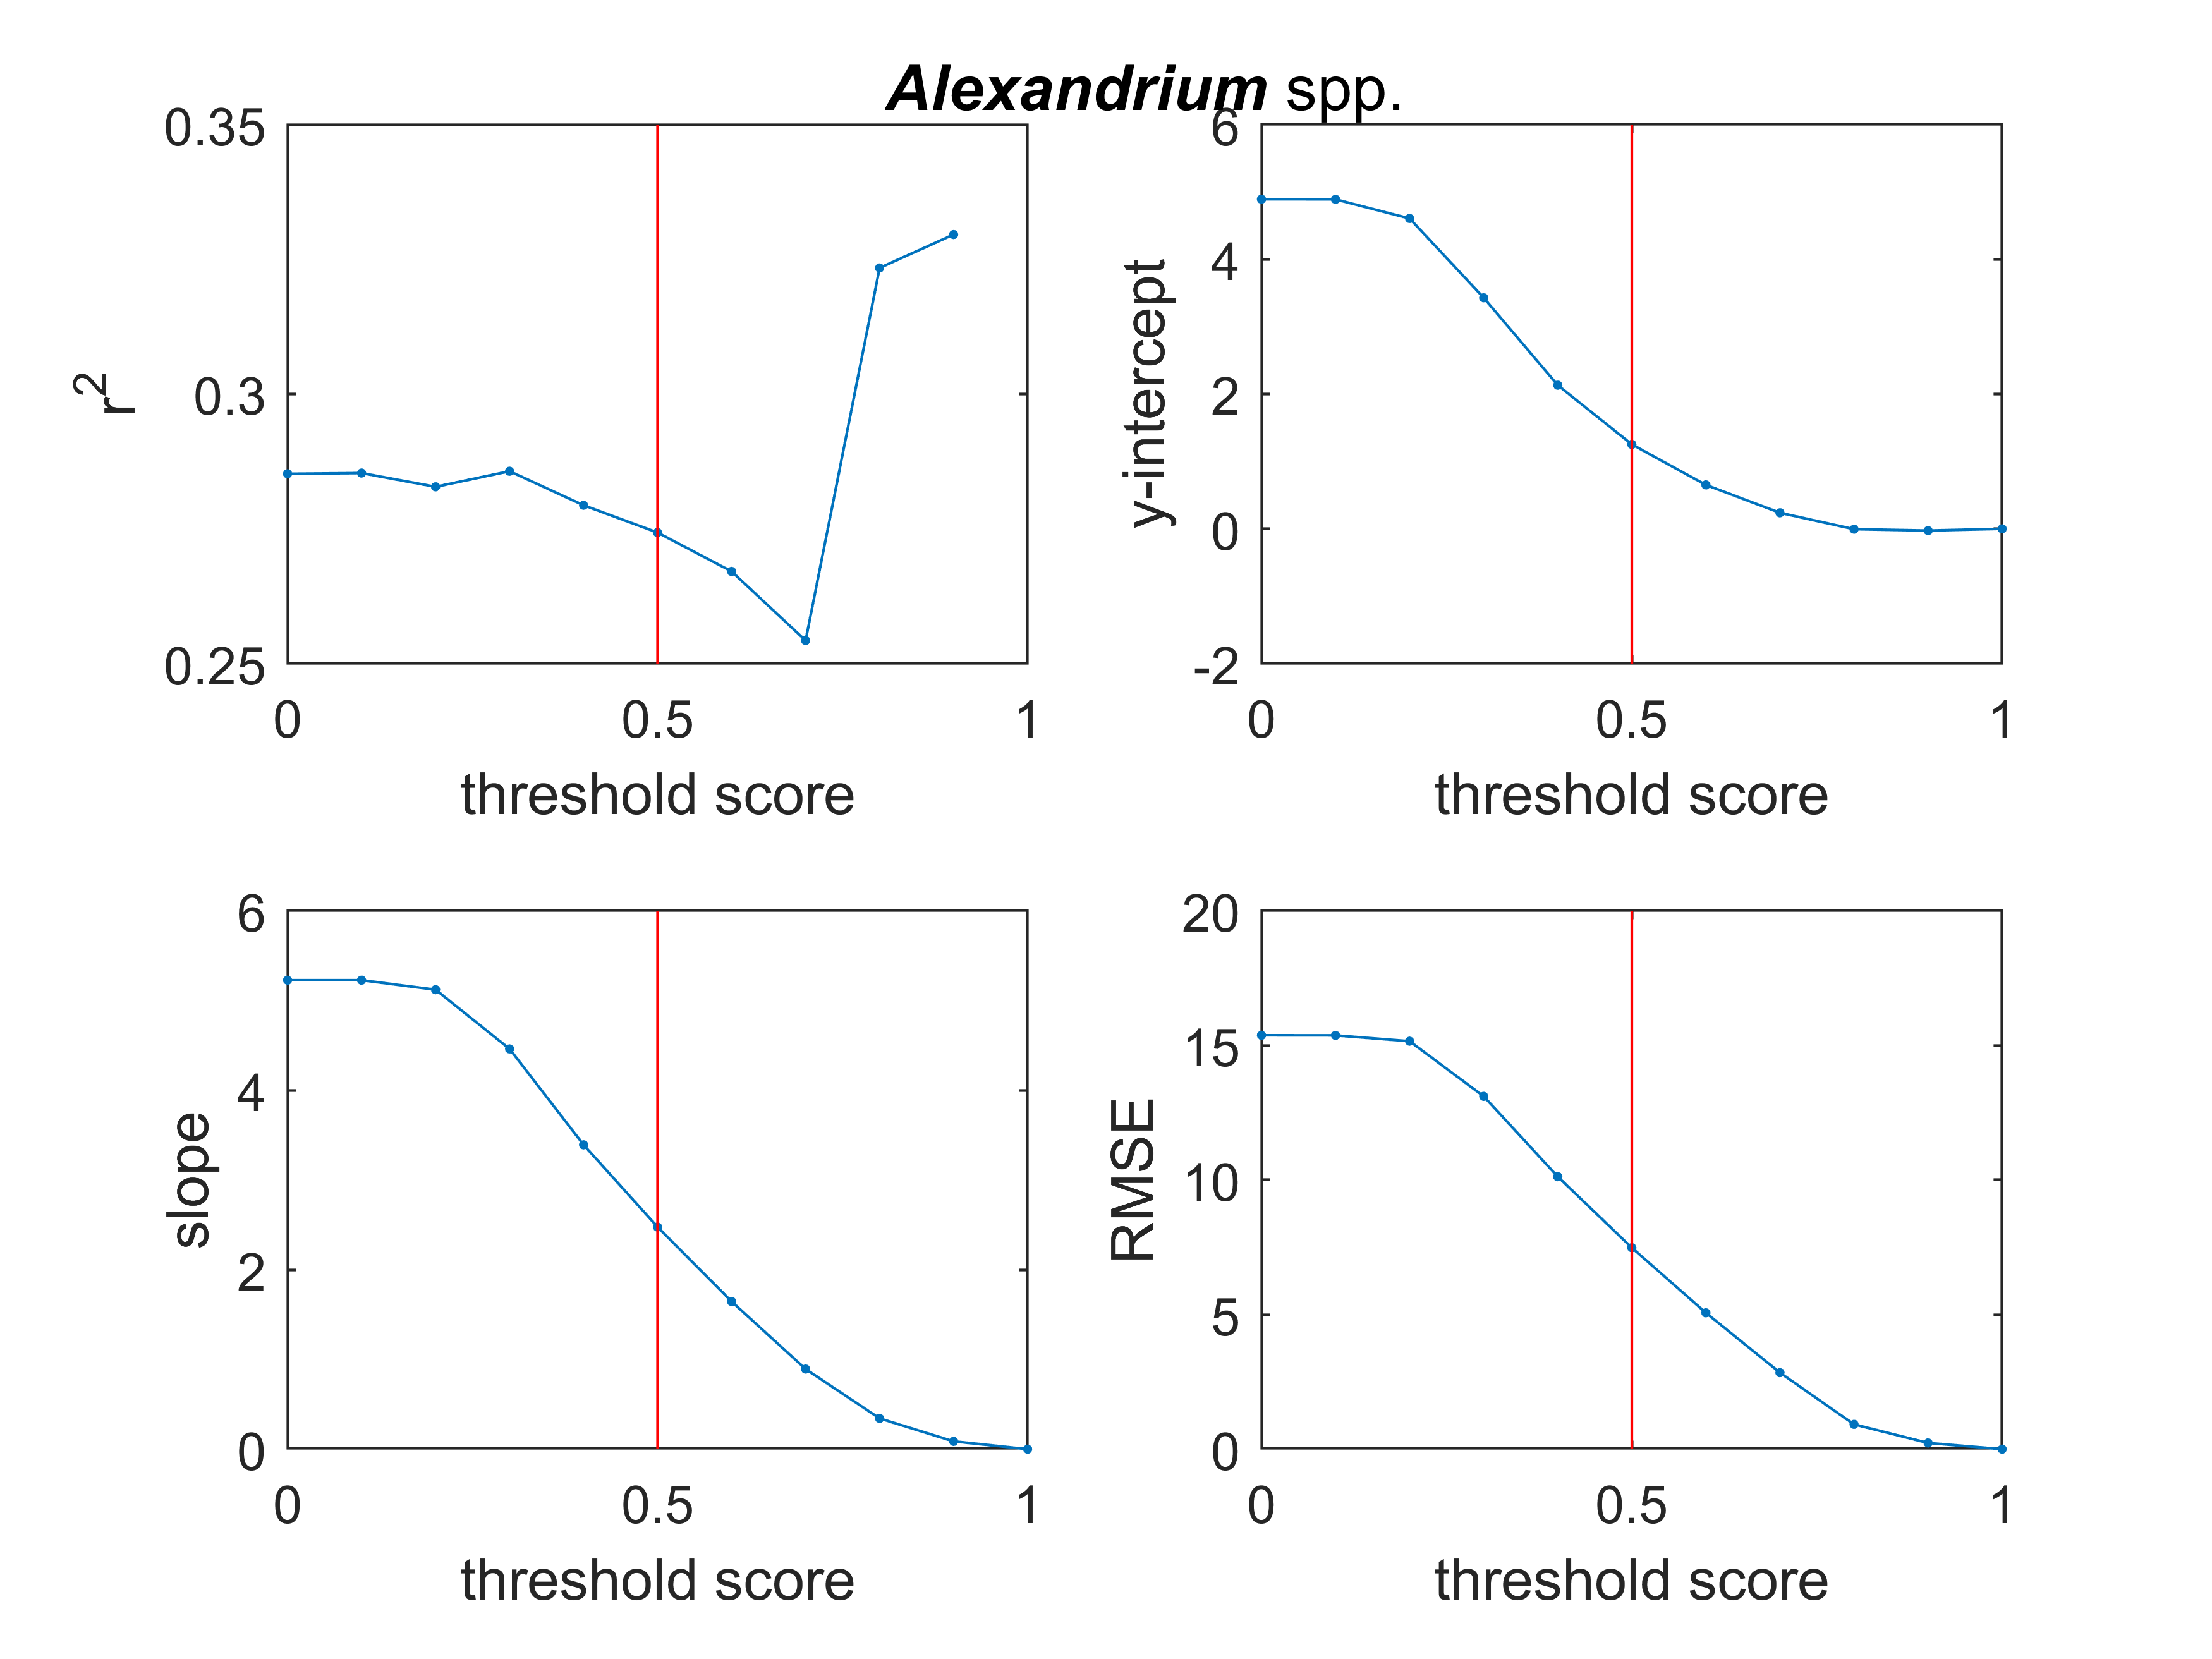 Alexandrium spp.
0.35
0.3
0.25
r²
0 0.5 1
threshold score
6
4
2
0
-2
y-intercept
0 0.5 1
threshold score
6
4
2
0
slope
0 0.5 1
threshold score
20
15
10
5
0
RMSE
0 0.5 1
threshold score